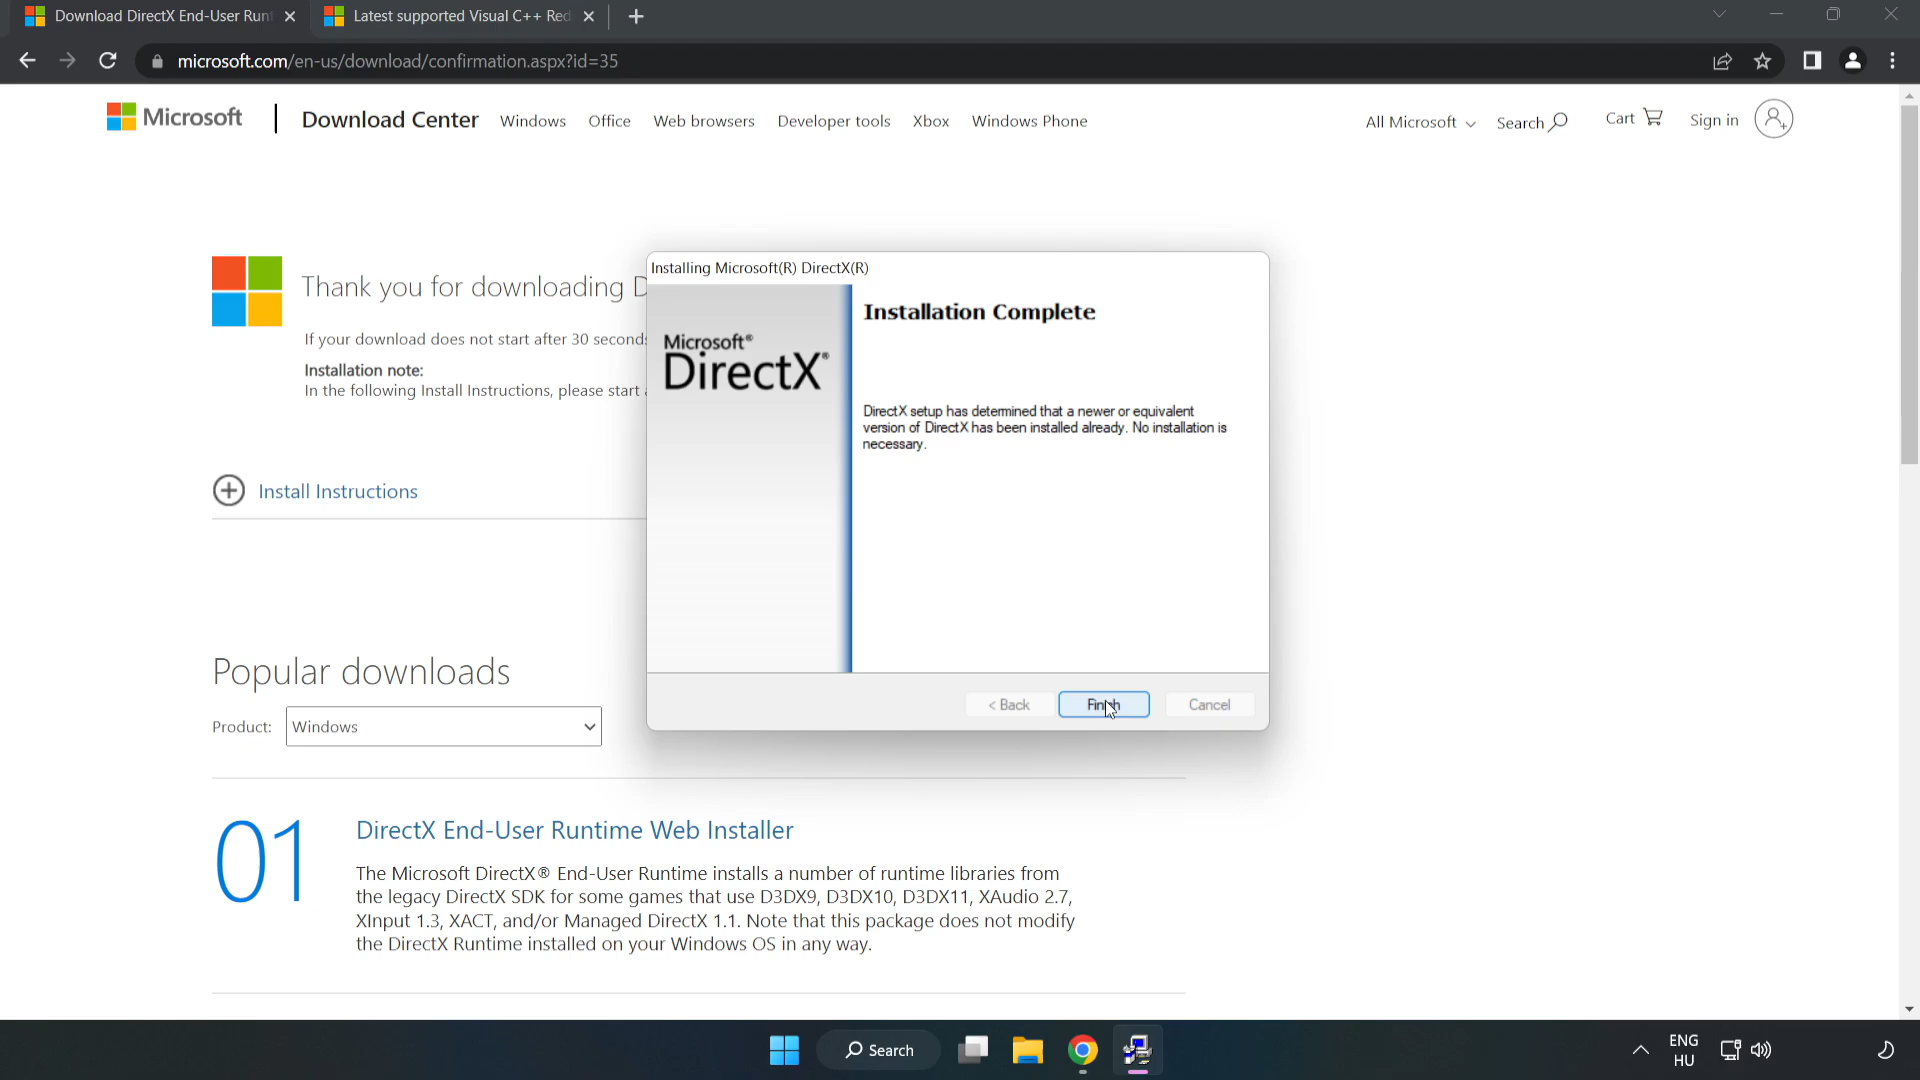 Download DirectX End-User Runt
Latest supported Visual C++ Red
microsoft.com/en-us/download/confirmation.aspx?id=35
Microsoft
Download Center
Windows
Office
Web browsers
Developer tools
Xbox
Windows Phone
All Microsoft
Search
Cart
Sign in
Thank you for downloading D
If your download does not start after 30 seconds
Installation note:
In the following Install Instructions, please start a
Install Instructions
Installing Microsoft(R) DirectX(R)
Microsoft®
DirectX®
Installation Complete
DirectX setup has determined that a newer or equivalent
version of DirectX has been installed already. No installation is
necessary.
< Back
Finish
Cancel
Popular downloads
Product:
Windows
01
DirectX End-User Runtime Web Installer
The Microsoft DirectX® End-User Runtime installs a number of runtime libraries from
the legacy DirectX SDK for some games that use D3DX9, D3DX10, D3DX11, XAudio 2.7,
XInput 1.3, XACT, and/or Managed DirectX 1.1. Note that this package does not modify
the DirectX Runtime installed on your Windows OS in any way.
Search
ENG
HU